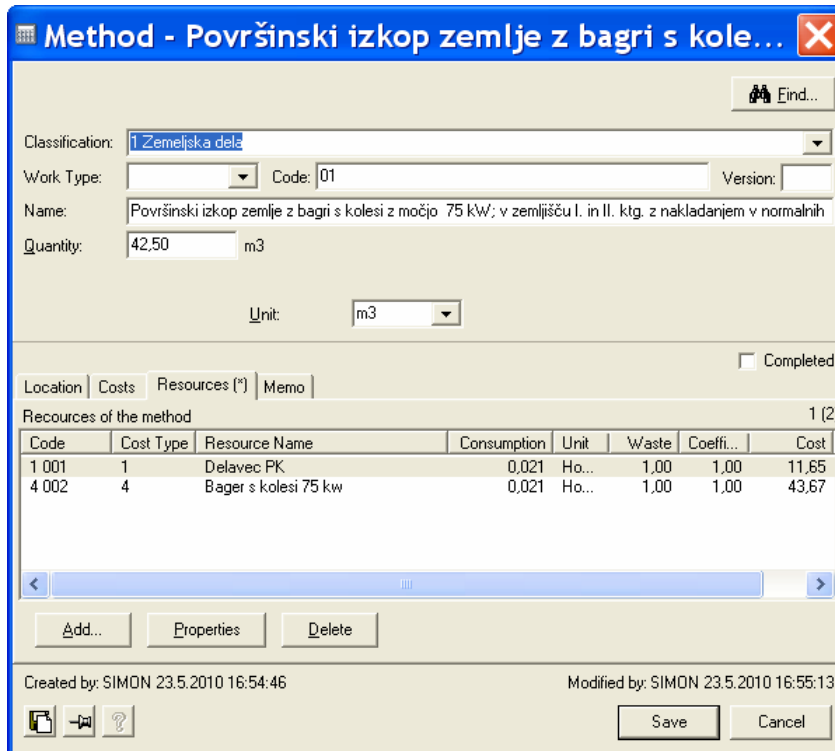 Method - Površinski izkop zemlje z bagri s kole...
Find...
Classification: 1 Zemeljska dela
Work Type: Code: 01 Version:
Name: Površinski izkop zemlje z bagri s kolesi z močjo 75 kW; v zemljišču I. in II. ktg. z nakladanjem v normalnih
Quantity: 42,50 m3
Unit: m3
Completed
Location Costs Resources (*) Memo
Recources of the method 1 (2
Code Cost Type Resource Name Consumption Unit Waste Coeffi... Cost
1 001 1 Delavec PK 0,021 Ho... 1,00 1,00 11,65
4 002 4 Bager s kolesi 75 kw 0,021 Ho... 1,00 1,00 43,67
Add... Properties Delete
Created by: SIMON 23.5.2010 16:54:46 Modified by: SIMON 23.5.2010 16:55:13
Save Cancel